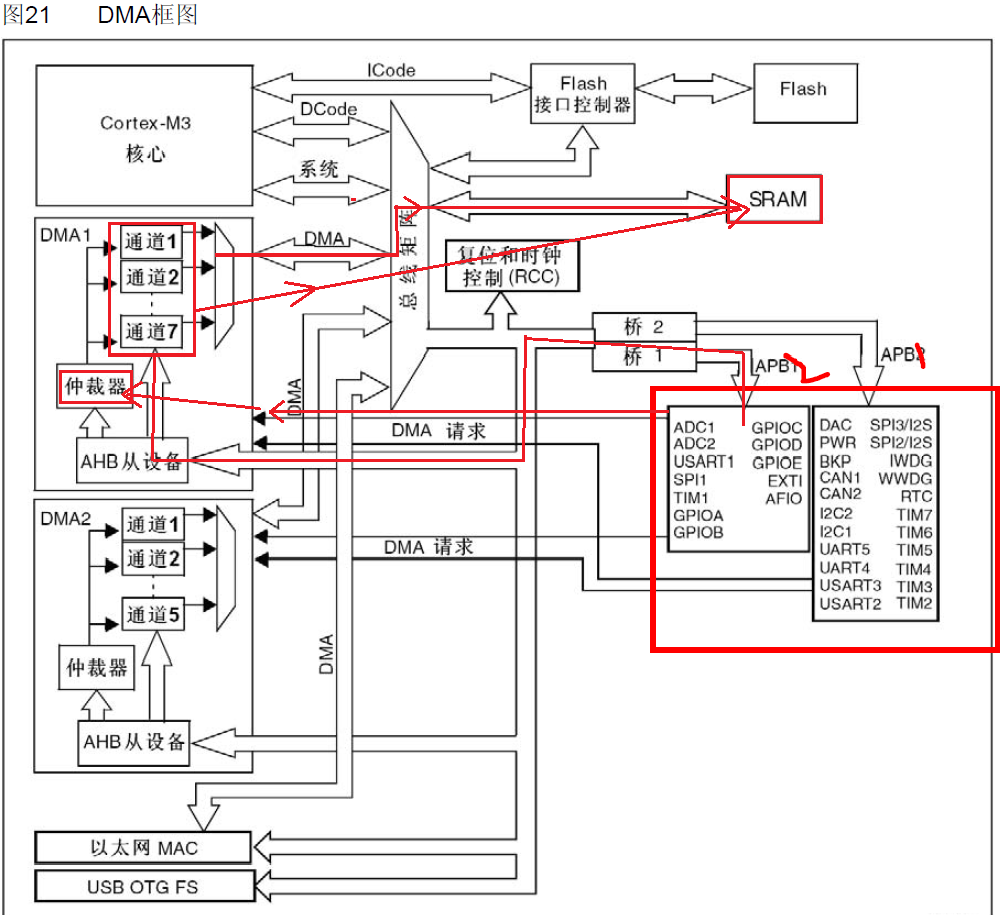 图21 DMA框图
ICode
Cortex-M3
核心
Flash
接口控制器
Flash
DCode
系统
SRAM
总线矩阵
DMA1
通道1
通道2
通道7
仲裁器
AHB从设备
DMA
复位和时钟
控制(RCC)
桥 2
桥 1
APB1
2
APB2
1
DMA
DMA 请求
ADC1 GPIOC
ADC2 GPIOD
USART1 GPIOE
SPI1 EXTI
TIM1 AFIO
GPIOA
GPIOB
DAC SPI3/I2S
PWR SPI2/I2S
BKP IWDG
CAN1 WWDG
CAN2 RTC
I2C2 TIM7
I2C1 TIM6
UART5 TIM5
UART4 TIM4
USART3 TIM3
USART2 TIM2
DMA2
通道1
通道2
通道5
仲裁器
AHB从设备
DMA 请求
DMA
以太网 MAC
USB OTG FS